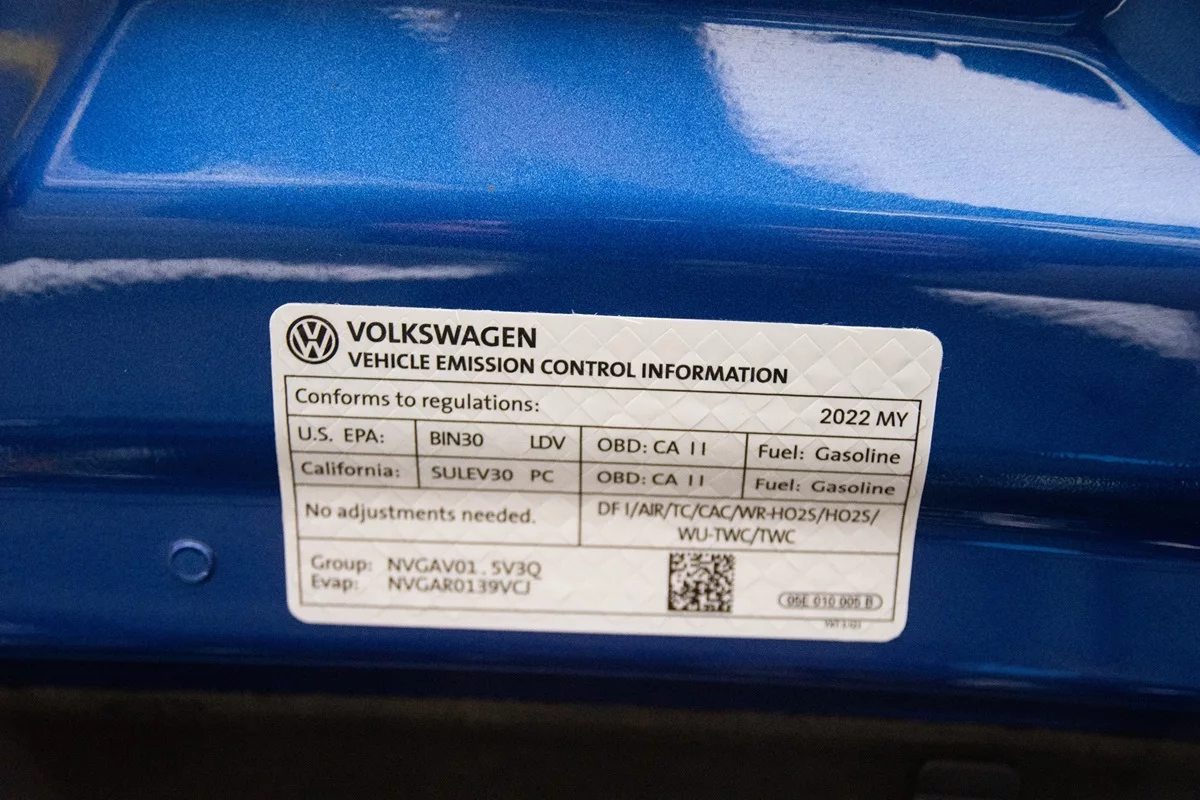 VOLKSWAGEN
VEHICLE EMISSION CONTROL INFORMATION
Conforms to regulations: 2022 MY
U.S. EPA: BIN30 LDV OBD: CA II Fuel: Gasoline
California: SULEV30 PC OBD: CA II Fuel: Gasoline
No adjustments needed. DFI/AIR/TC/CAC/WR-HO2S/HO2S/
WU-TWC/TWC
Group: NVGAV01.5V3Q
Evap: NVGAR0139VCJ
05E 010 005 B